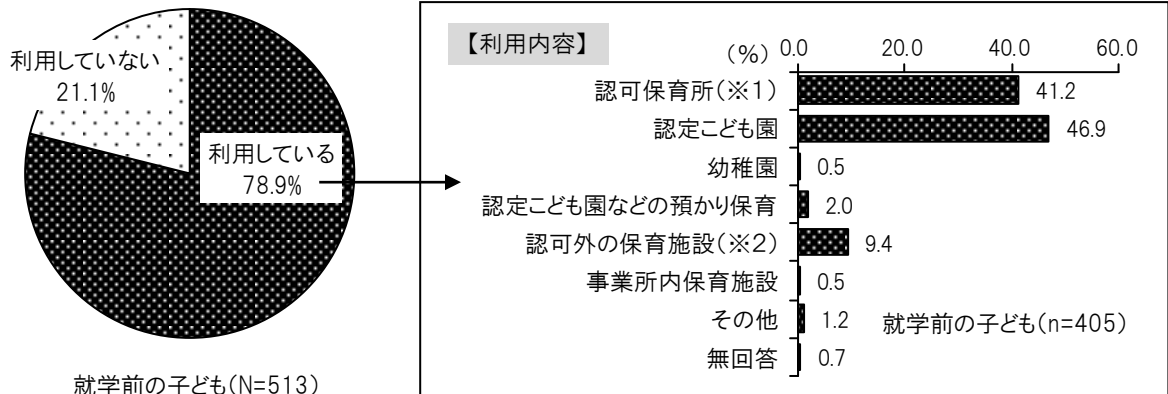 利用していない
21.1%
利用している
78.9%
就学前の子ども(N=513)
【利用内容】
(%)
0.0 20.0 40.0 60.0
認可保育所(※1) 41.2
認定こども園 46.9
幼稚園 0.5
認定こども園などの預かり保育 2.0
認可外の保育施設(※2) 9.4
事業所内保育施設 0.5
その他 1.2
無回答 0.7
就学前の子ども(n=405)